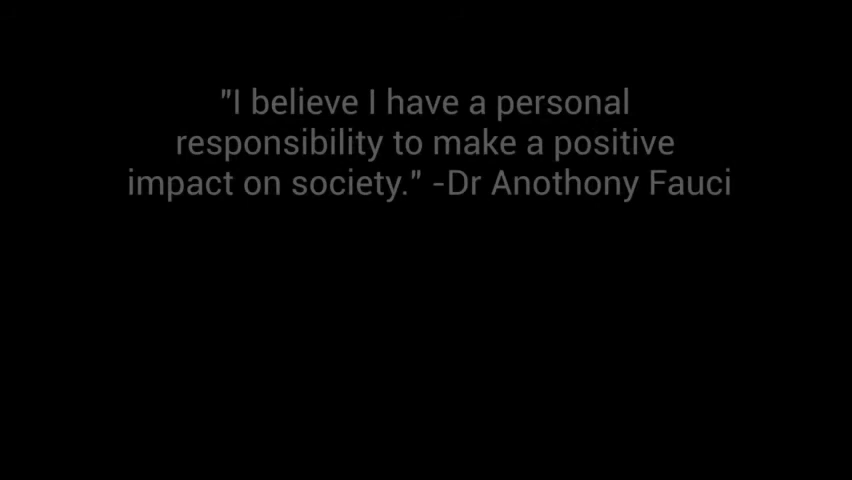 "I believe I have a personal
responsibility to make a positive
impact on society." -Dr Anothony Fauci